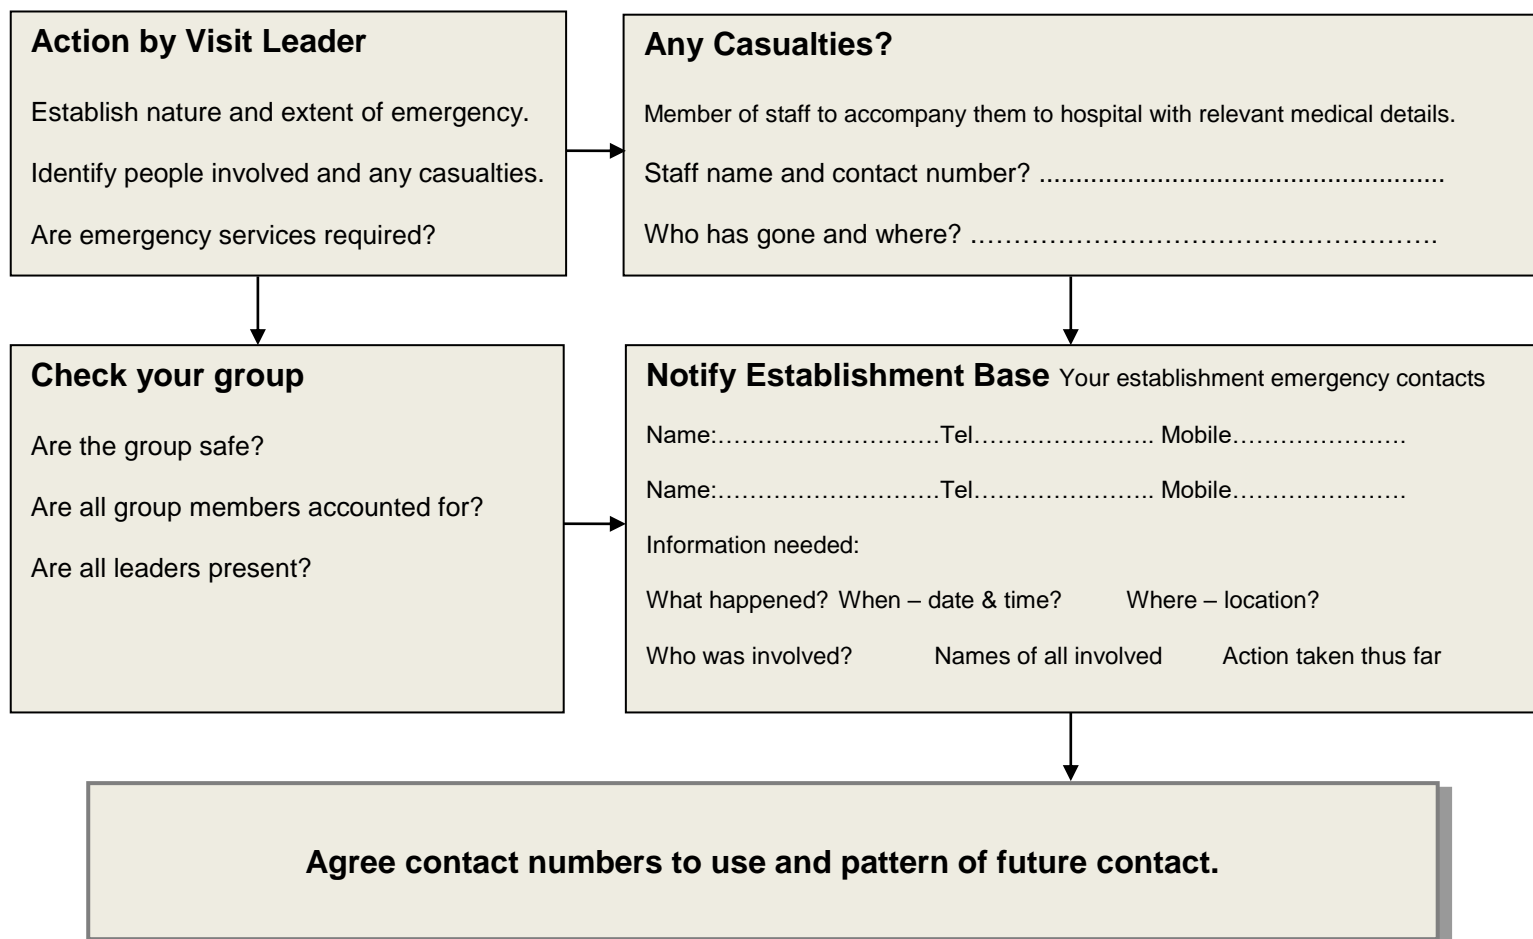 Action by Visit Leader
Establish nature and extent of emergency.
Identify people involved and any casualties.
Are emergency services required?
Any Casualties?
Member of staff to accompany them to hospital with relevant medical details.
Staff name and contact number? .......................................................
Who has gone and where? ……………………………………………………….
Check your group
Are the group safe?
Are all group members accounted for?
Are all leaders present?
Notify Establishment Base Your establishment emergency contacts
Name:……………………….Tel………………….. Mobile………………….
Name:……………………….Tel………………….. Mobile………………….
Information needed:
What happened? When – date & time? Where – location?
Who was involved? Names of all involved Action taken thus far
Agree contact numbers to use and pattern of future contact.